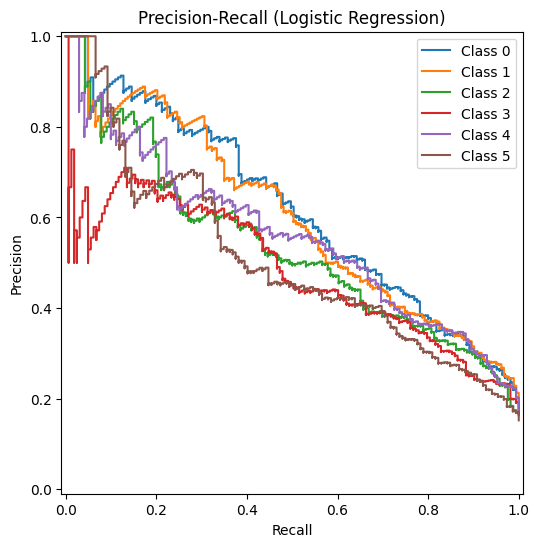 Precision-Recall (Logistic Regression)
1.0
0.8
0.6
0.4
0.2
0.0
Precision
Class 0
Class 1
Class 2
Class 3
Class 4
Class 5
0.0 0.2 0.4 0.6 0.8 1.0
Recall